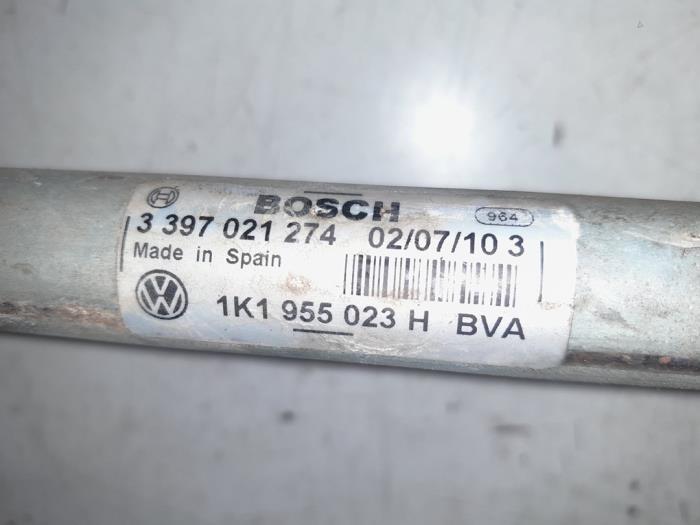 BOSCH 964
3 397 021 274 02/07/10 3
Made in Spain
1K1 955 023 H BVA